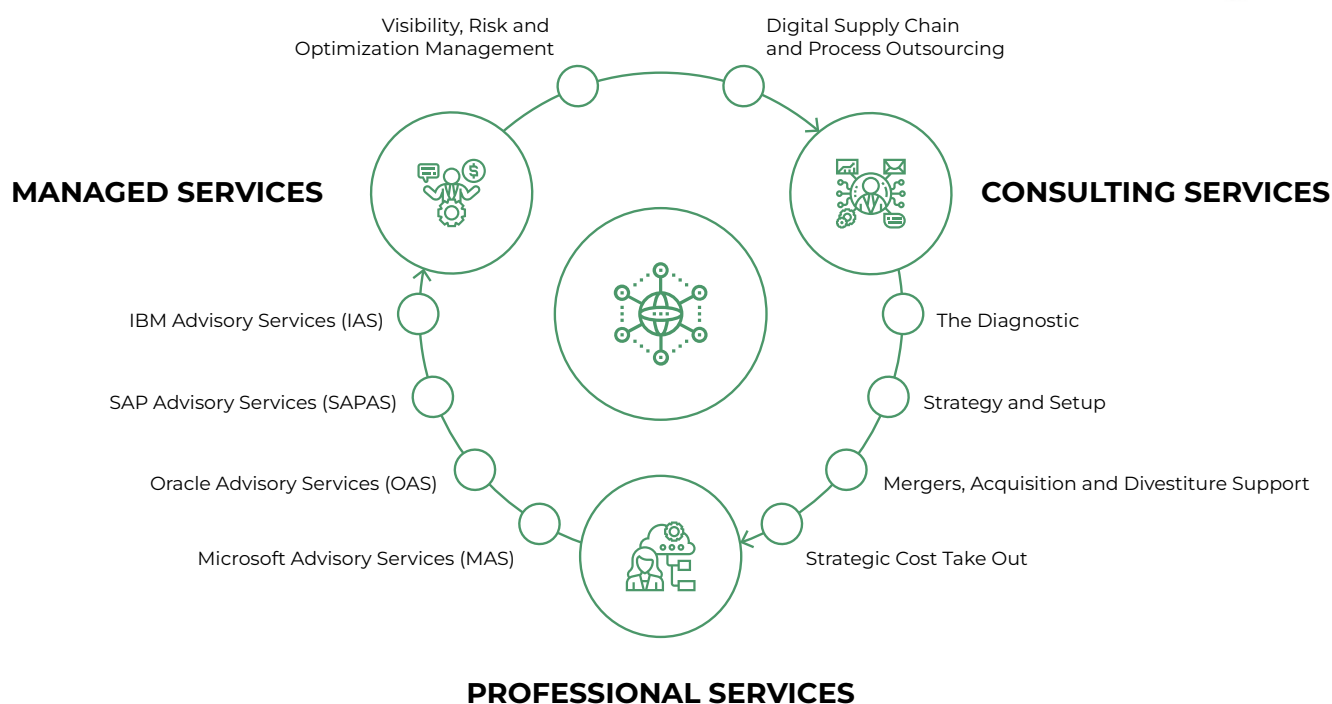 Visibility, Risk and
Optimization Management
Digital Supply Chain
and Process Outsourcing
MANAGED SERVICES
CONSULTING SERVICES
IBM Advisory Services (IAS)
The Diagnostic
SAP Advisory Services (SAPAS)
Strategy and Setup
Oracle Advisory Services (OAS)
Mergers, Acquisition and Divestiture Support
Microsoft Advisory Services (MAS)
Strategic Cost Take Out
PROFESSIONAL SERVICES